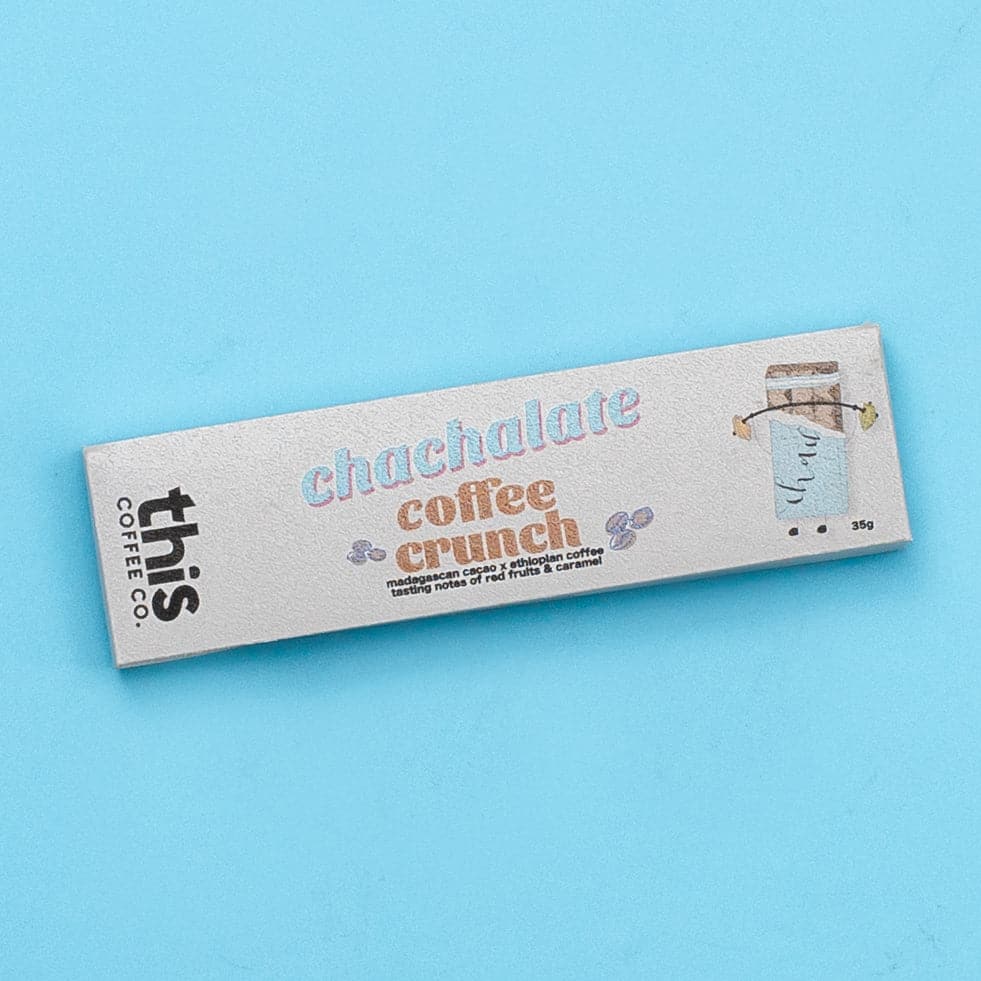 this
COFFEE CO.
chachalate
coffee
crunch
madagascan cacao x ethiopian coffee
tasting notes of red fruits & caramel
35g